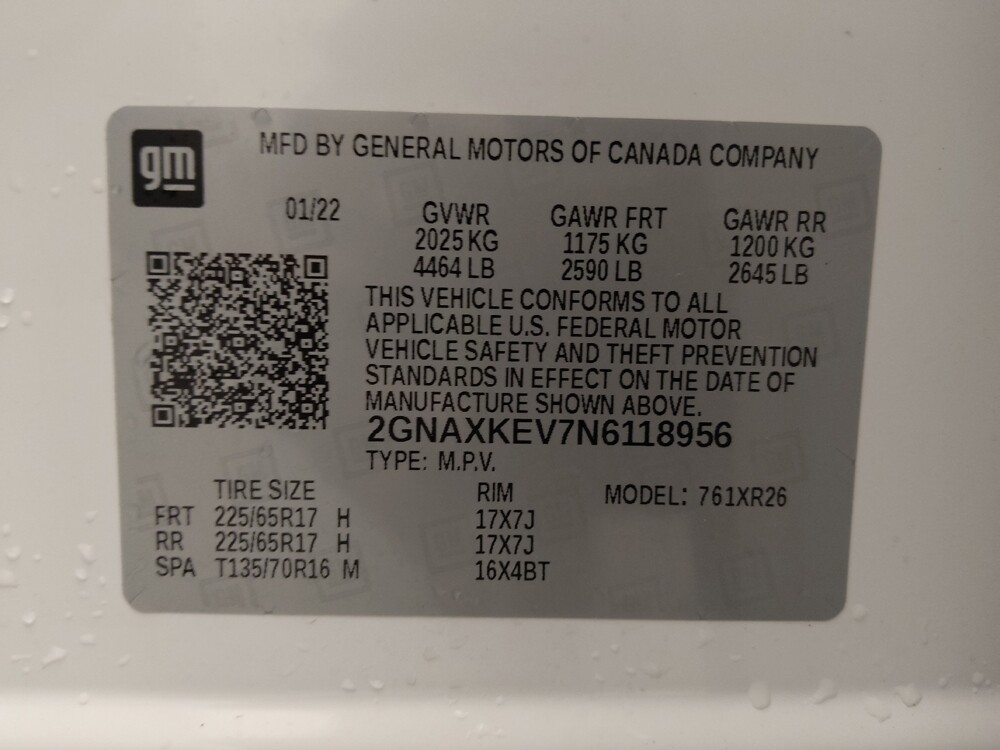 gm
MFD BY GENERAL MOTORS OF CANADA COMPANY
01/22 GVWR GAWR FRT GAWR RR
2025 KG 1175 KG 1200 KG
4464 LB 2590 LB 2645 LB
THIS VEHICLE CONFORMS TO ALL
APPLICABLE U.S. FEDERAL MOTOR
VEHICLE SAFETY AND THEFT PREVENTION
STANDARDS IN EFFECT ON THE DATE OF
MANUFACTURE SHOWN ABOVE.
2GNAXKEV7N6118956
TYPE: M.P.V.
TIRE SIZE RIM MODEL: 761XR26
FRT 225/65R17 H 17X7J
RR 225/65R17 H 17X7J
SPA T135/70R16 M 16X4BT